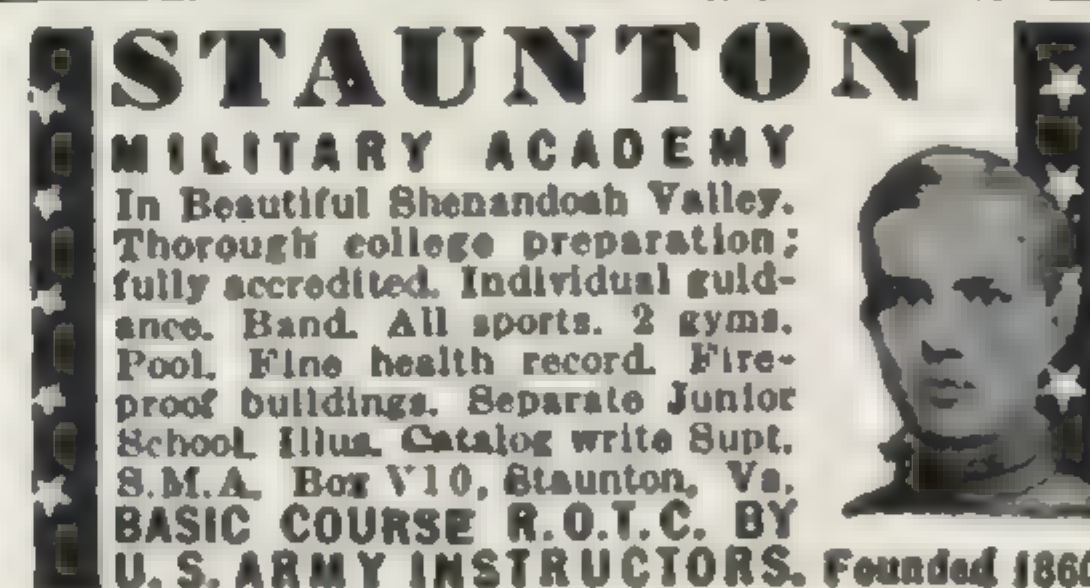 STAUNTON
MILITARY ACADEMY
In Beautiful Shenandoah Valley.
Thorough college preparation;
fully accredited. Individual guid-
ance. Band. All sports. 2 gyms.
Pool. Fine health record. Fire-
proof buildings. Separate Junior
School. Illus. Catalog write Supt.
S.M.A. Box V10, Staunton, Va.
BASIC COURSE R.O.T.C. BY
U.S. ARMY INSTRUCTORS. Founded